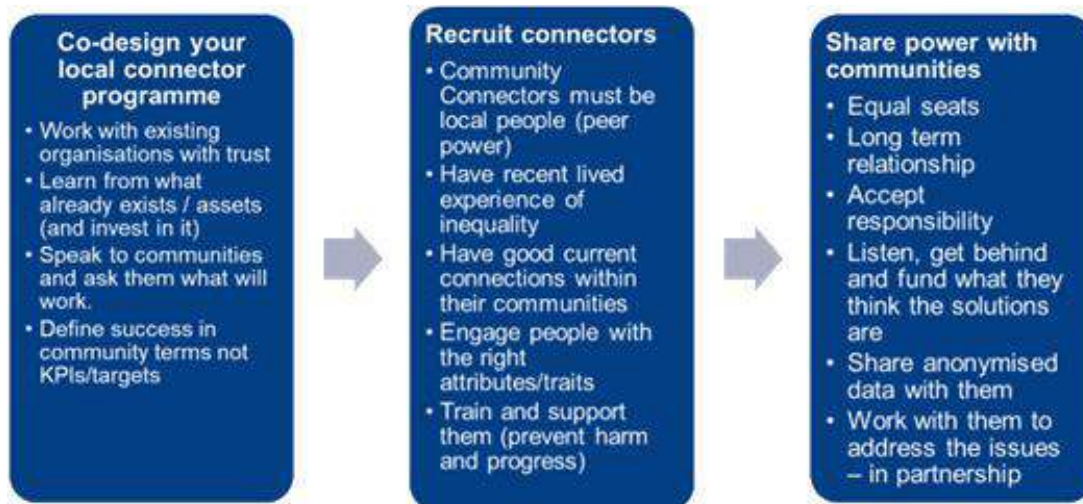 Co-design your
local connector
programme
• Work with existing
organisations with trust
• Learn from what
already exists / assets
(and invest in it)
• Speak to communities
and ask them what will
work.
• Define success in
community terms not
KPIs/targets
Recruit connectors
• Community
Connectors must be
local people (peer
power)
• Have recent lived
experience of
inequality
• Have good current
connections within
their communities
• Engage people with
the right
attributes/traits
• Train and support
them (prevent harm
and progress)
Share power with
communities
• Equal seats
• Long term
relationship
• Accept
responsibility
• Listen, get behind
and fund what they
think the solutions
are
• Share anonymised
data with them
• Work with them to
address the issues
– in partnership